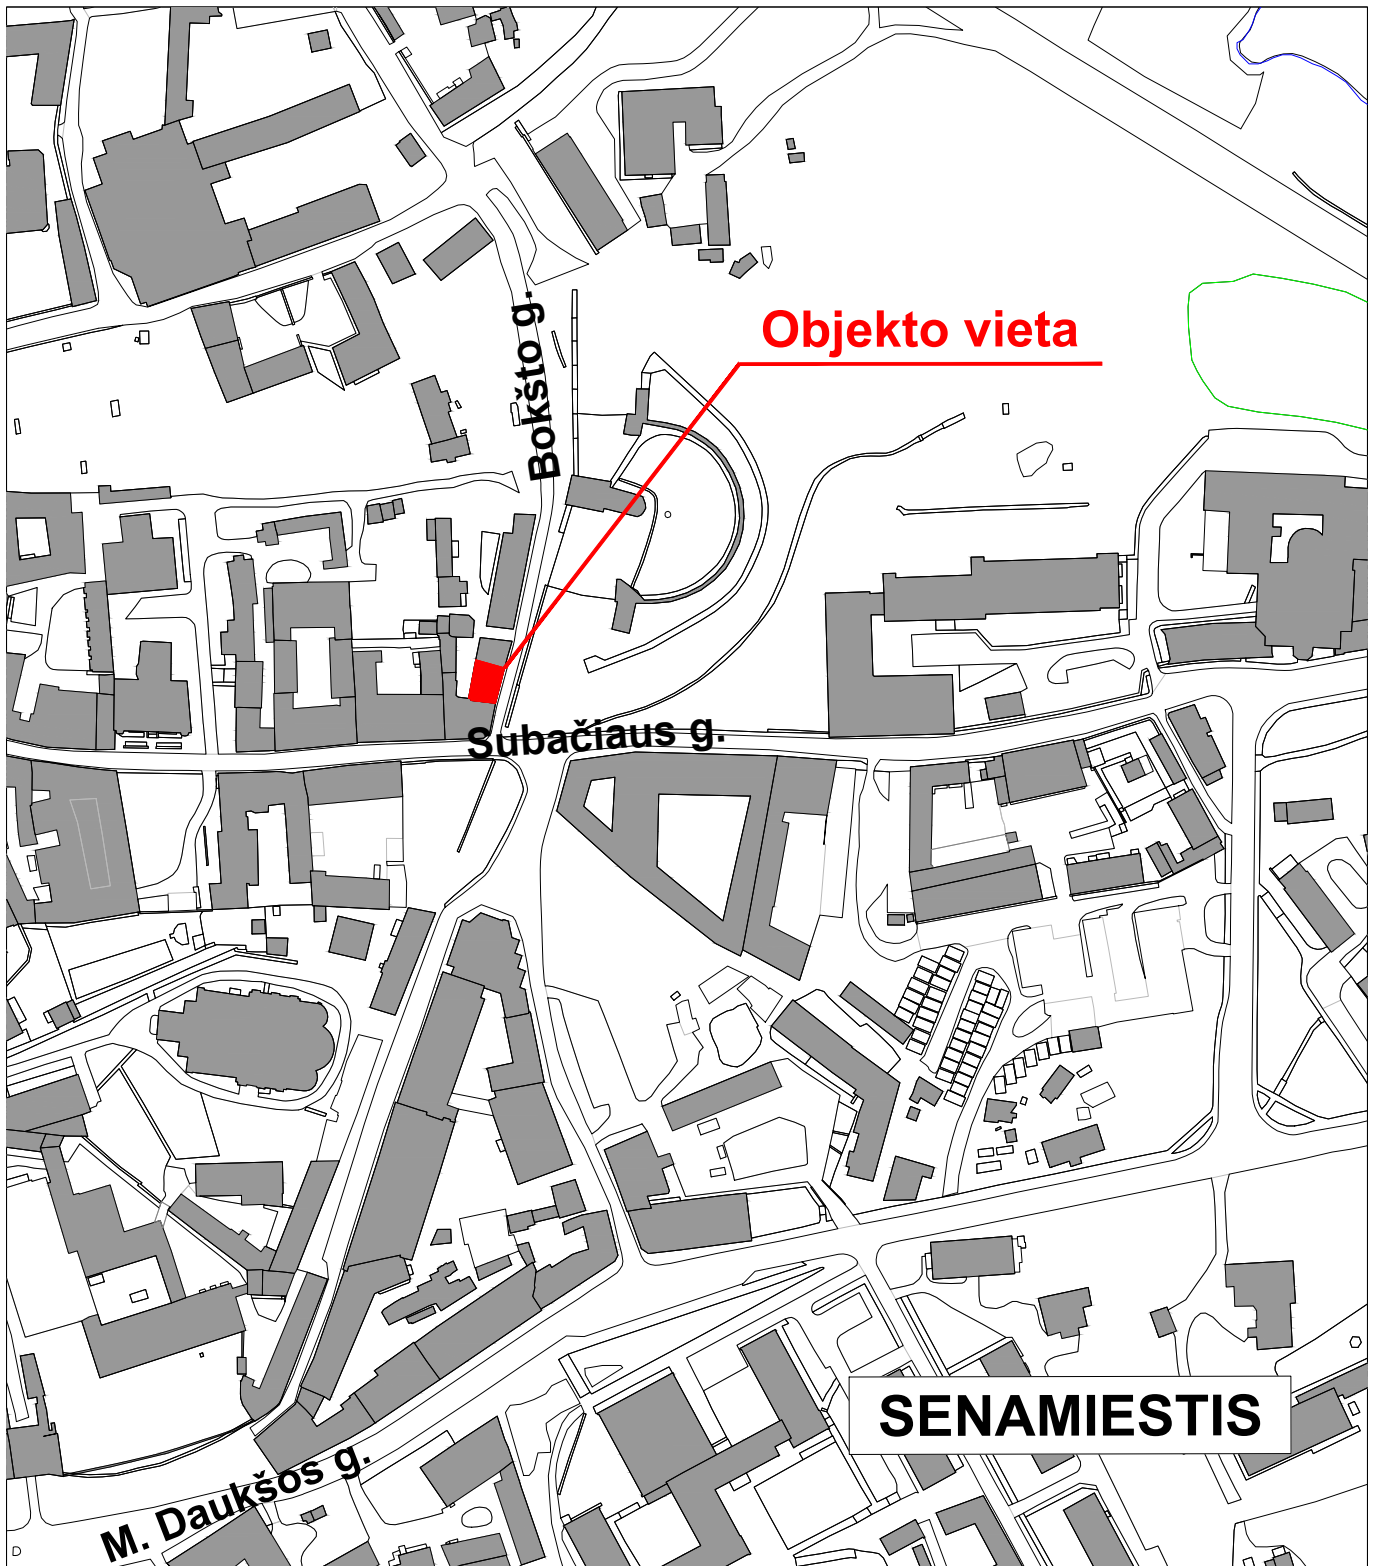 Objekto vieta
Bokšto g.
Subačiaus g.
SENAMIESTIS
M. Daukšos g.